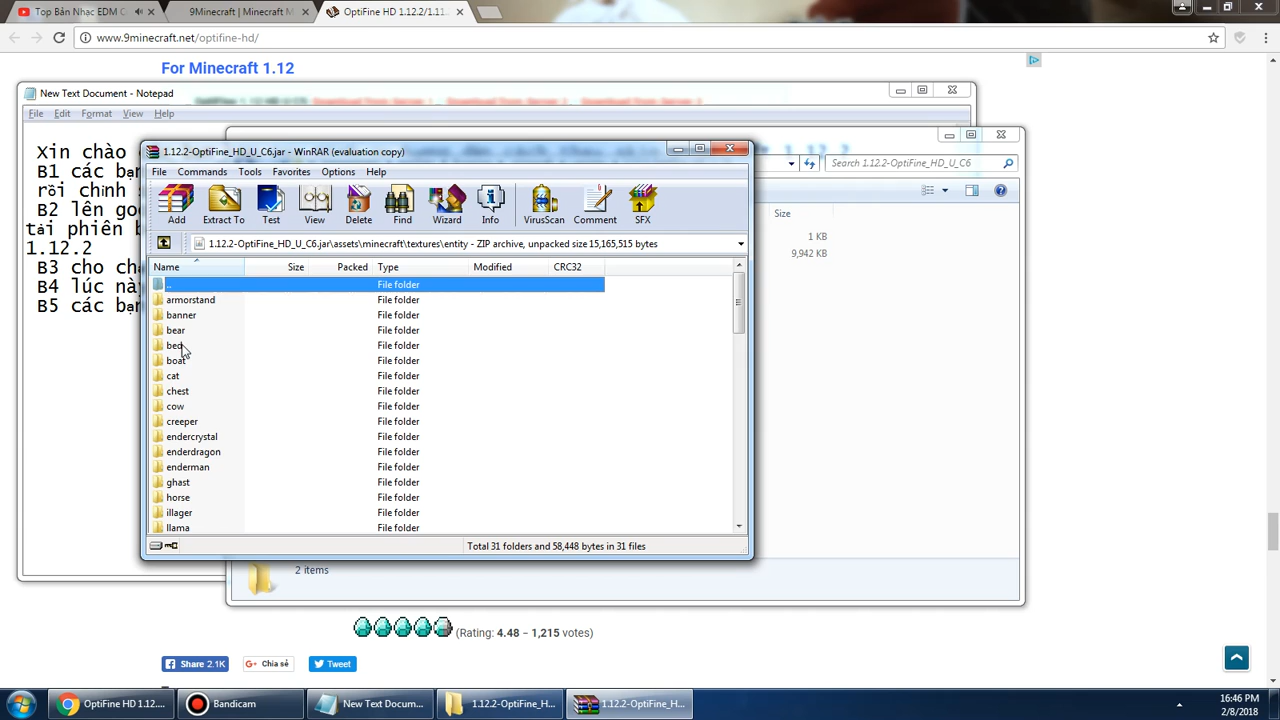 Top Bản Nhạc EDM C
9Minecraft | Minecraft M
OptiFine HD 1.12.2/1.11.
www.9minecraft.net/optifine-hd/
For Minecraft 1.12
New Text Document - Notepad
File Edit Format View Help
Xin chào
B1 các bạn
rồi chỉnh
B2 lên goo
tải phiên b
1.12.2
B3 cho ch
B4 lúc nà
B5 các bạn
Search 1.12.2-OptiFine_HD_U_C6
Size
1 KB
9,942 KB
2 items
1.12.2-OptiFine_HD_U_C6.jar - WinRAR (evaluation copy)
File Commands Tools Favorites Options Help
Add Extract To Test View Delete Find Wizard Info VirusScan Comment SFX
1.12.2-OptiFine_HD_U_C6.jar\assets\minecraft\textures\entity - ZIP archive, unpacked size 15,165,515 bytes
Name Size Packed Type Modified CRC32
.. File folder
armorstand File folder
banner File folder
bear File folder
bed File folder
boat File folder
cat File folder
chest File folder
cow File folder
creeper File folder
endercrystal File folder
enderdragon File folder
enderman File folder
ghast File folder
horse File folder
illager File folder
llama File folder
Total 31 folders and 58,448 bytes in 31 files
(Rating: 4.48 − 1,215 votes)
Share 2.1K
Chia sẻ
Tweet
OptiFine HD 1.12....
Bandicam
New Text Docum...
1.12.2-OptiFine_H...
1.12.2-OptiFine_H...
16:46 PM
2/8/2018